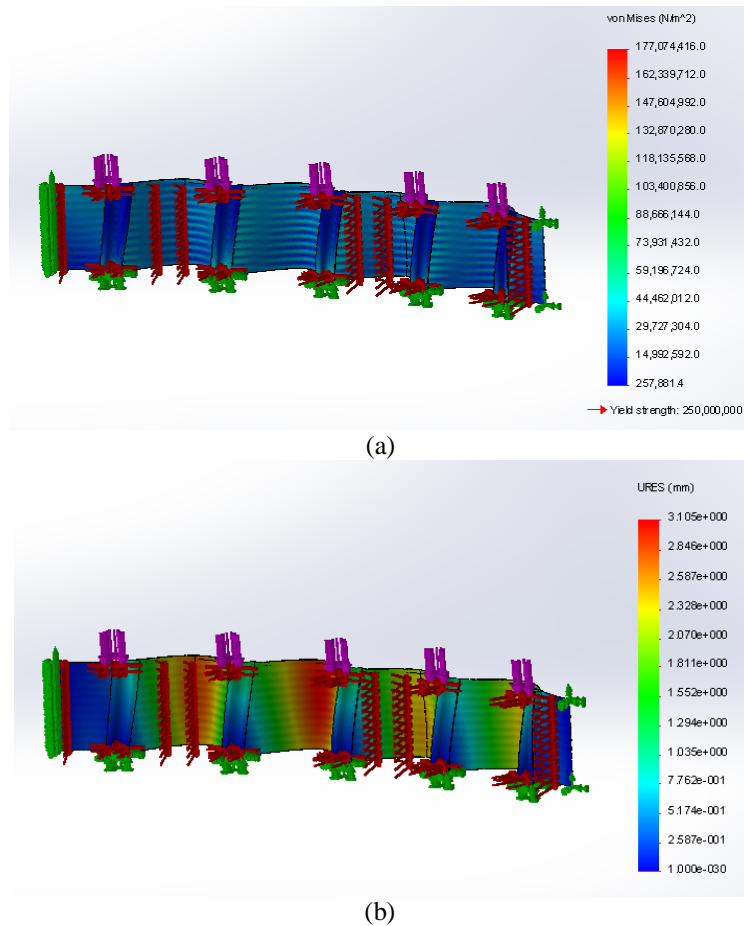 von Mises (N/m^2)
177,074,416.0
162,339,712.0
147,604,992.0
132,870,280.0
118,135,568.0
103,400,856.0
88,666,144.0
73,931,432.0
59,196,724.0
44,462,012.0
29,727,304.0
14,992,592.0
257,881.4
Yield strength: 250,000,000
(a)
URES (mm)
3.105e+000
2.846e+000
2.587e+000
2.328e+000
2.070e+000
1.811e+000
1.552e+000
1.294e+000
1.035e+000
7.762e-001
5.174e-001
2.587e-001
1.000e-030
(b)